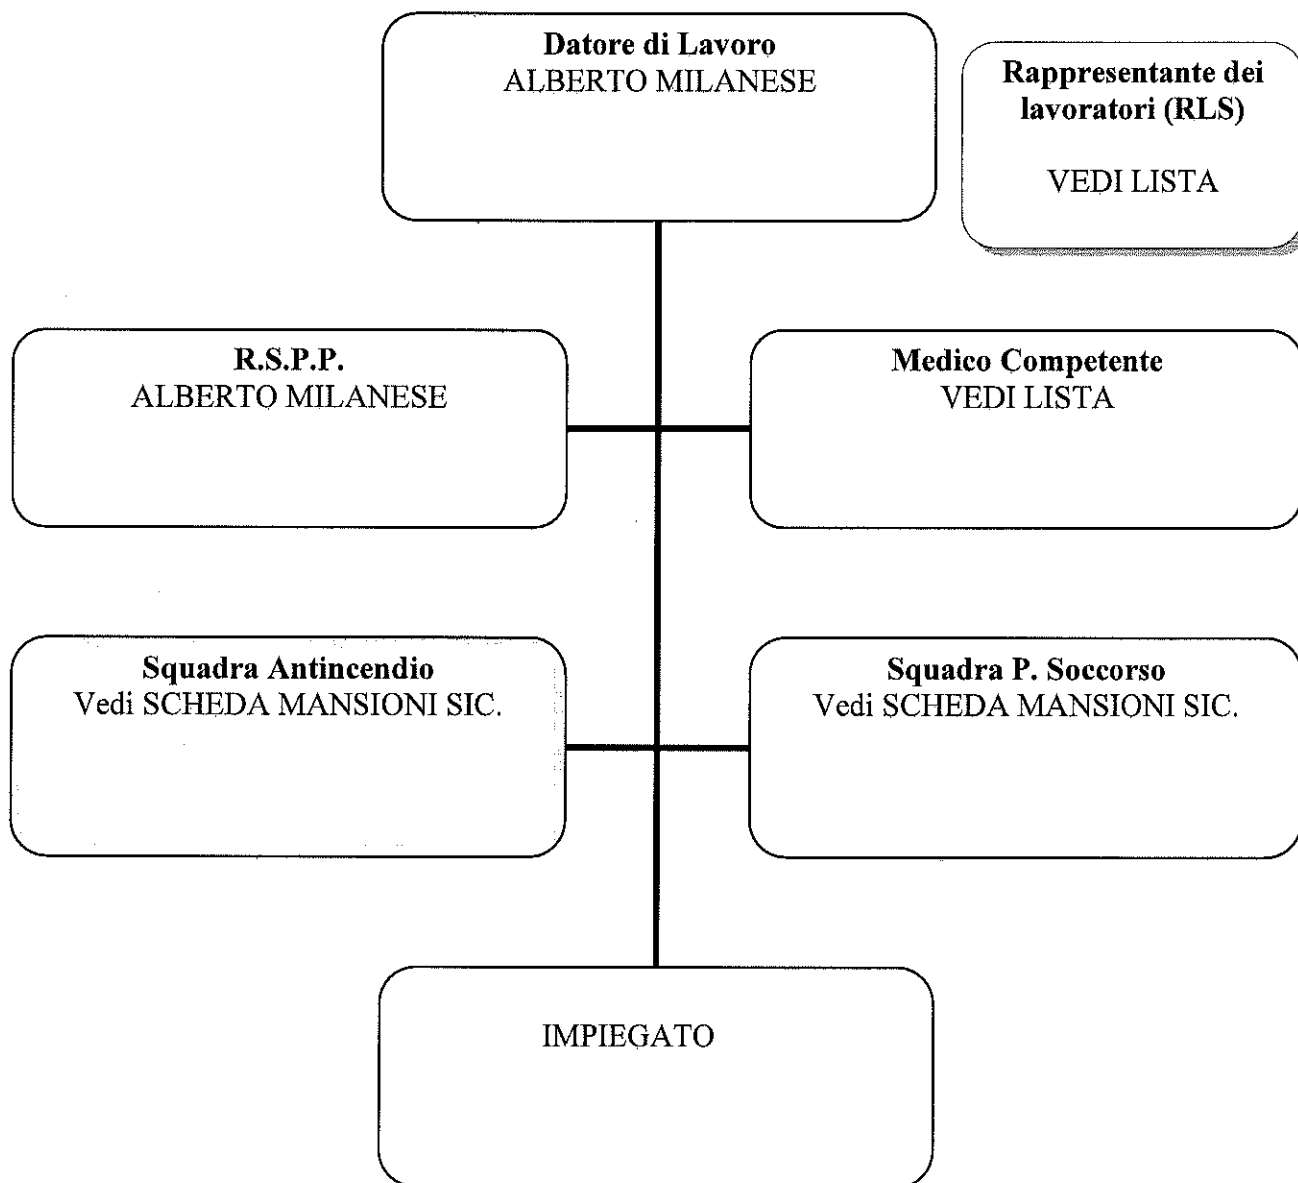 Datore di Lavoro
ALBERTO MILANESE
Rappresentante dei
lavoratori (RLS)
VEDI LISTA
R.S.P.P.
ALBERTO MILANESE
Medico Competente
VEDI LISTA
Squadra Antincendio
Vedi SCHEDA MANSIONI SIC.
Squadra P. Soccorso
Vedi SCHEDA MANSIONI SIC.
IMPIEGATO